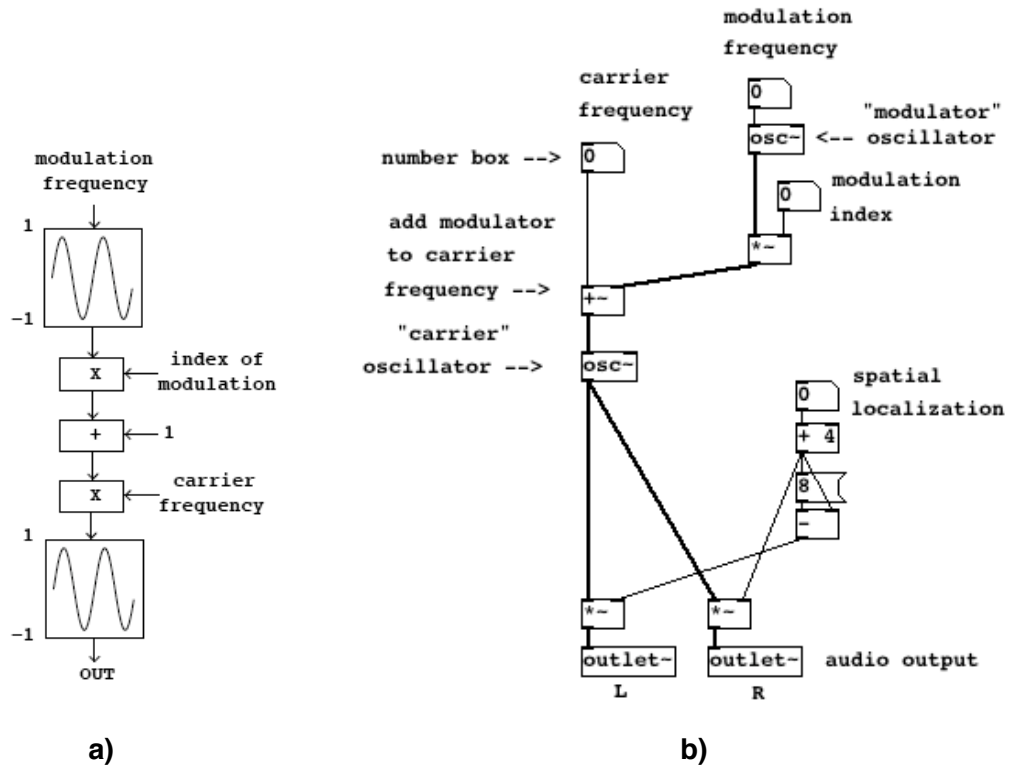 modulation
frequency
1
-1
X
index of
modulation
+
1
X
carrier
frequency
1
-1
OUT
a)
modulation
frequency
0
carrier
frequency
osc~
"modulator"
<-- oscillator
number box -->
0
0
modulation
index
*~
add modulator
to carrier
frequency -->
+~
"carrier"
oscillator -->
osc~
0
spatial
localization
+ 4
8
-
*~
*~
outlet~
outlet~
audio output
L
R
b)